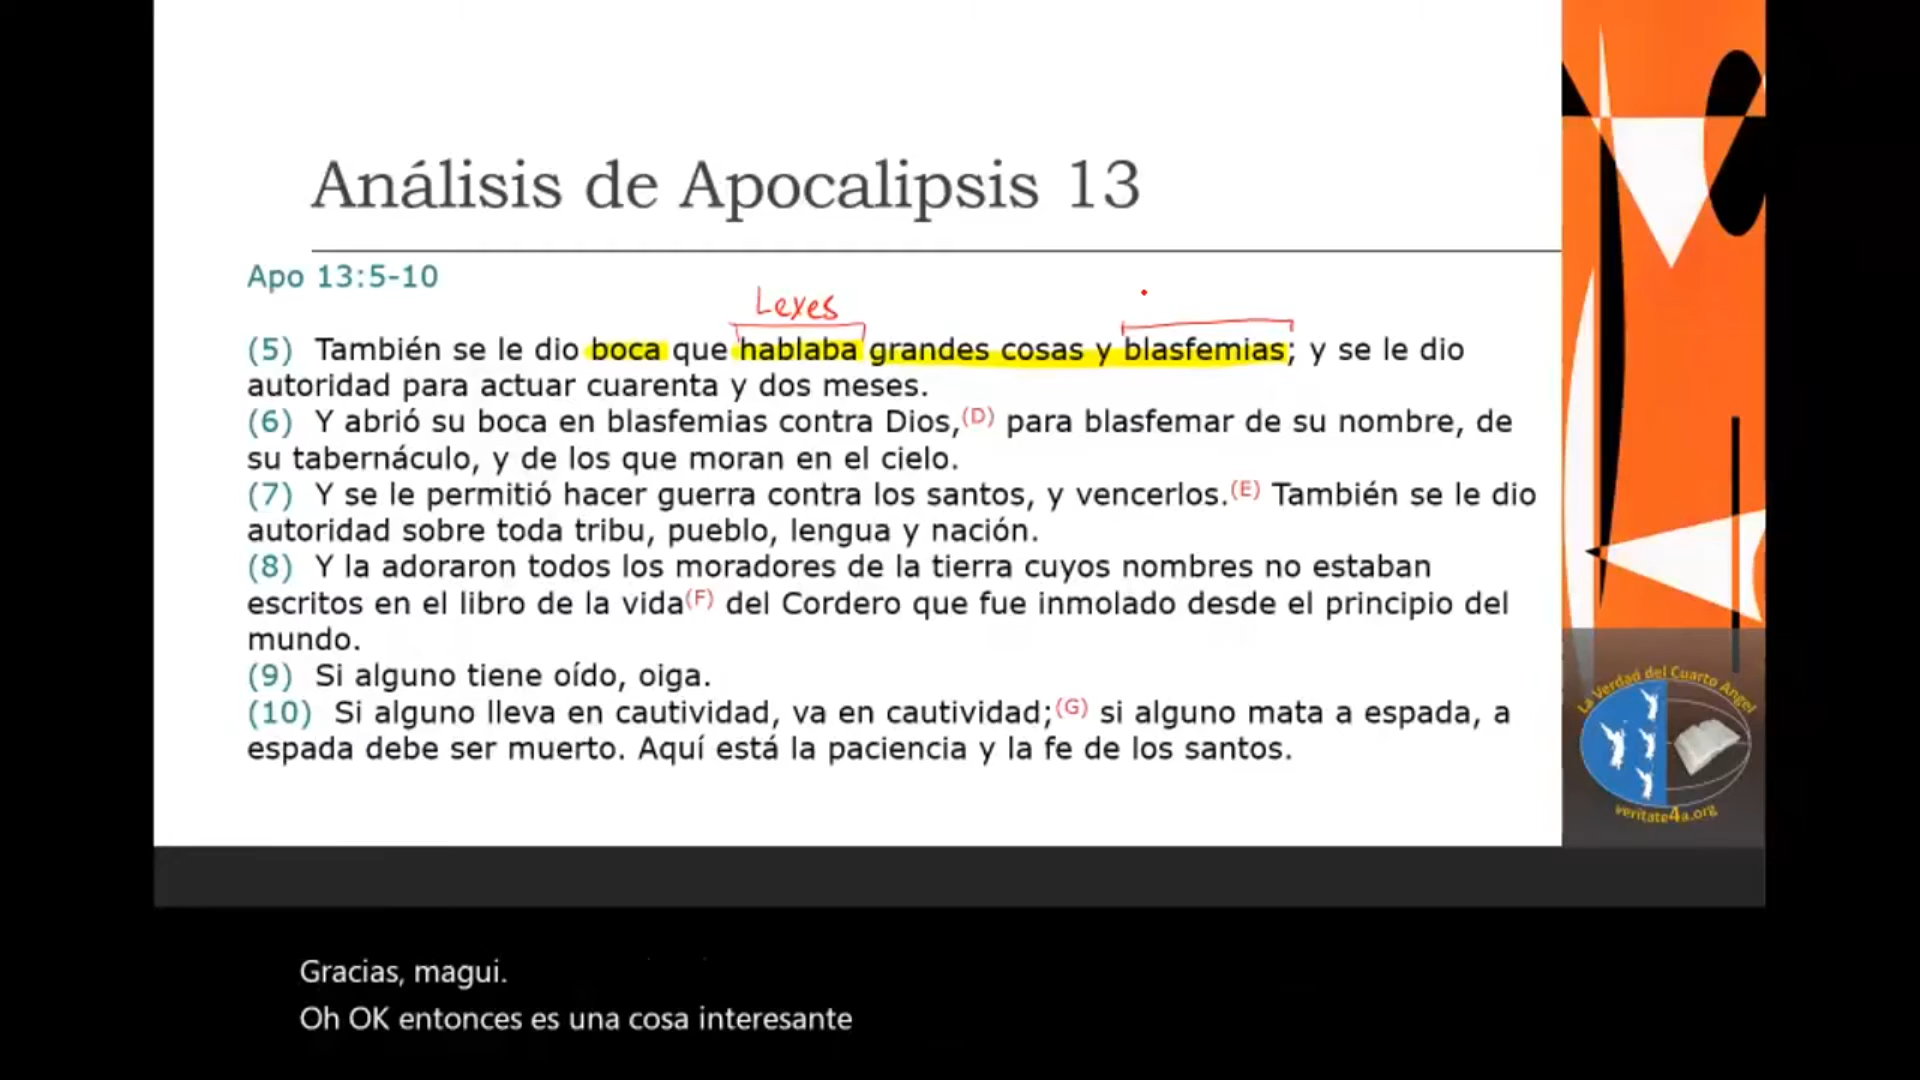 Análisis de Apocalipsis 13
Apo 13:5-10
Leyes
(5) También se le dio boca que hablaba grandes cosas y blasfemias; y se le dio
autoridad para actuar cuarenta y dos meses.
(6) Y abrió su boca en blasfemias contra Dios,(D) para blasfemar de su nombre, de
su tabernáculo, y de los que moran en el cielo.
(7) Y se le permitió hacer guerra contra los santos, y vencerlos.(E) También se le dio
autoridad sobre toda tribu, pueblo, lengua y nación.
(8) Y la adoraron todos los moradores de la tierra cuyos nombres no estaban
escritos en el libro de la vida(F) del Cordero que fue inmolado desde el principio del
mundo.
(9) Si alguno tiene oído, oiga.
(10) Si alguno lleva en cautividad, va en cautividad;(G) si alguno mata a espada, a
espada debe ser muerto. Aquí está la paciencia y la fe de los santos.
La Verdad del Cuarto Angel
veritate4a.org
Gracias, magui.
Oh OK entonces es una cosa interesante